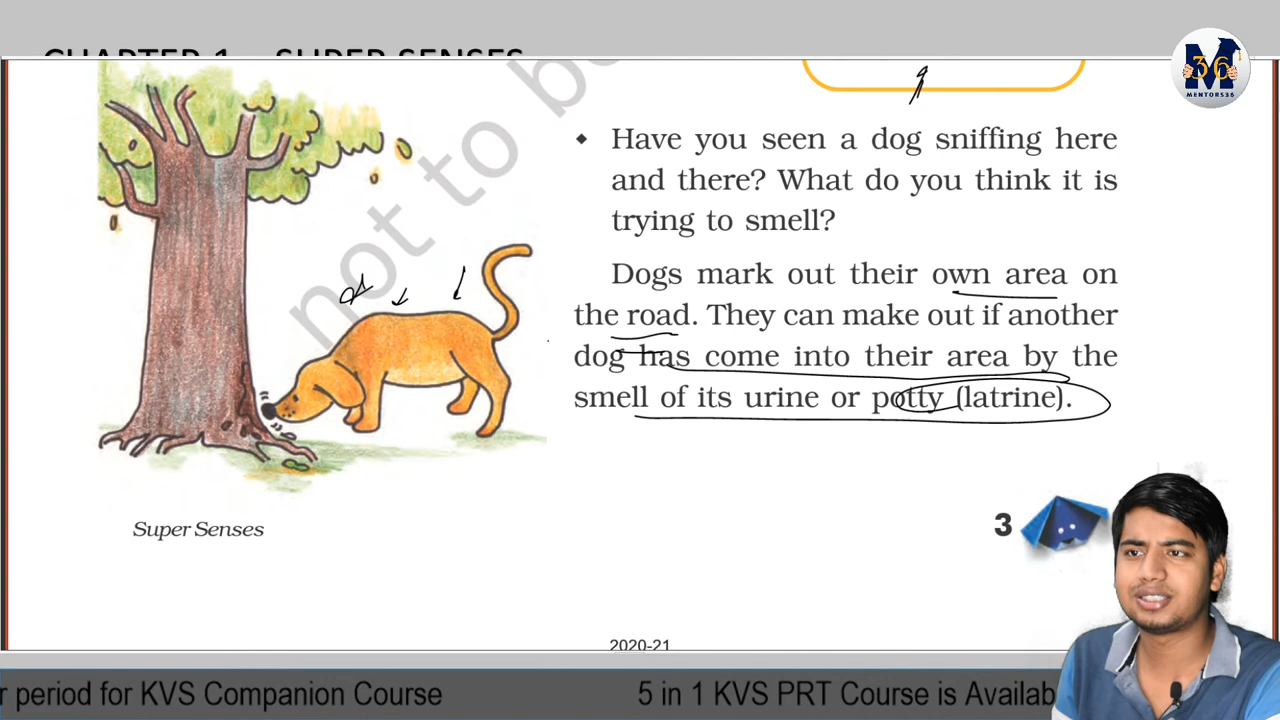 CHAPTER 1 – SUPER SENSES
36
MENTORS36
not to b
◆ Have you seen a dog sniffing here
and there? What do you think it is
trying to smell?
Dogs mark out their own area on
the road. They can make out if another
dog has come into their area by the
smell of its urine or potty (latrine).
Super Senses
3
2020-21
r period for KVS Companion Course 5 in 1 KVS PRT Course is Availab